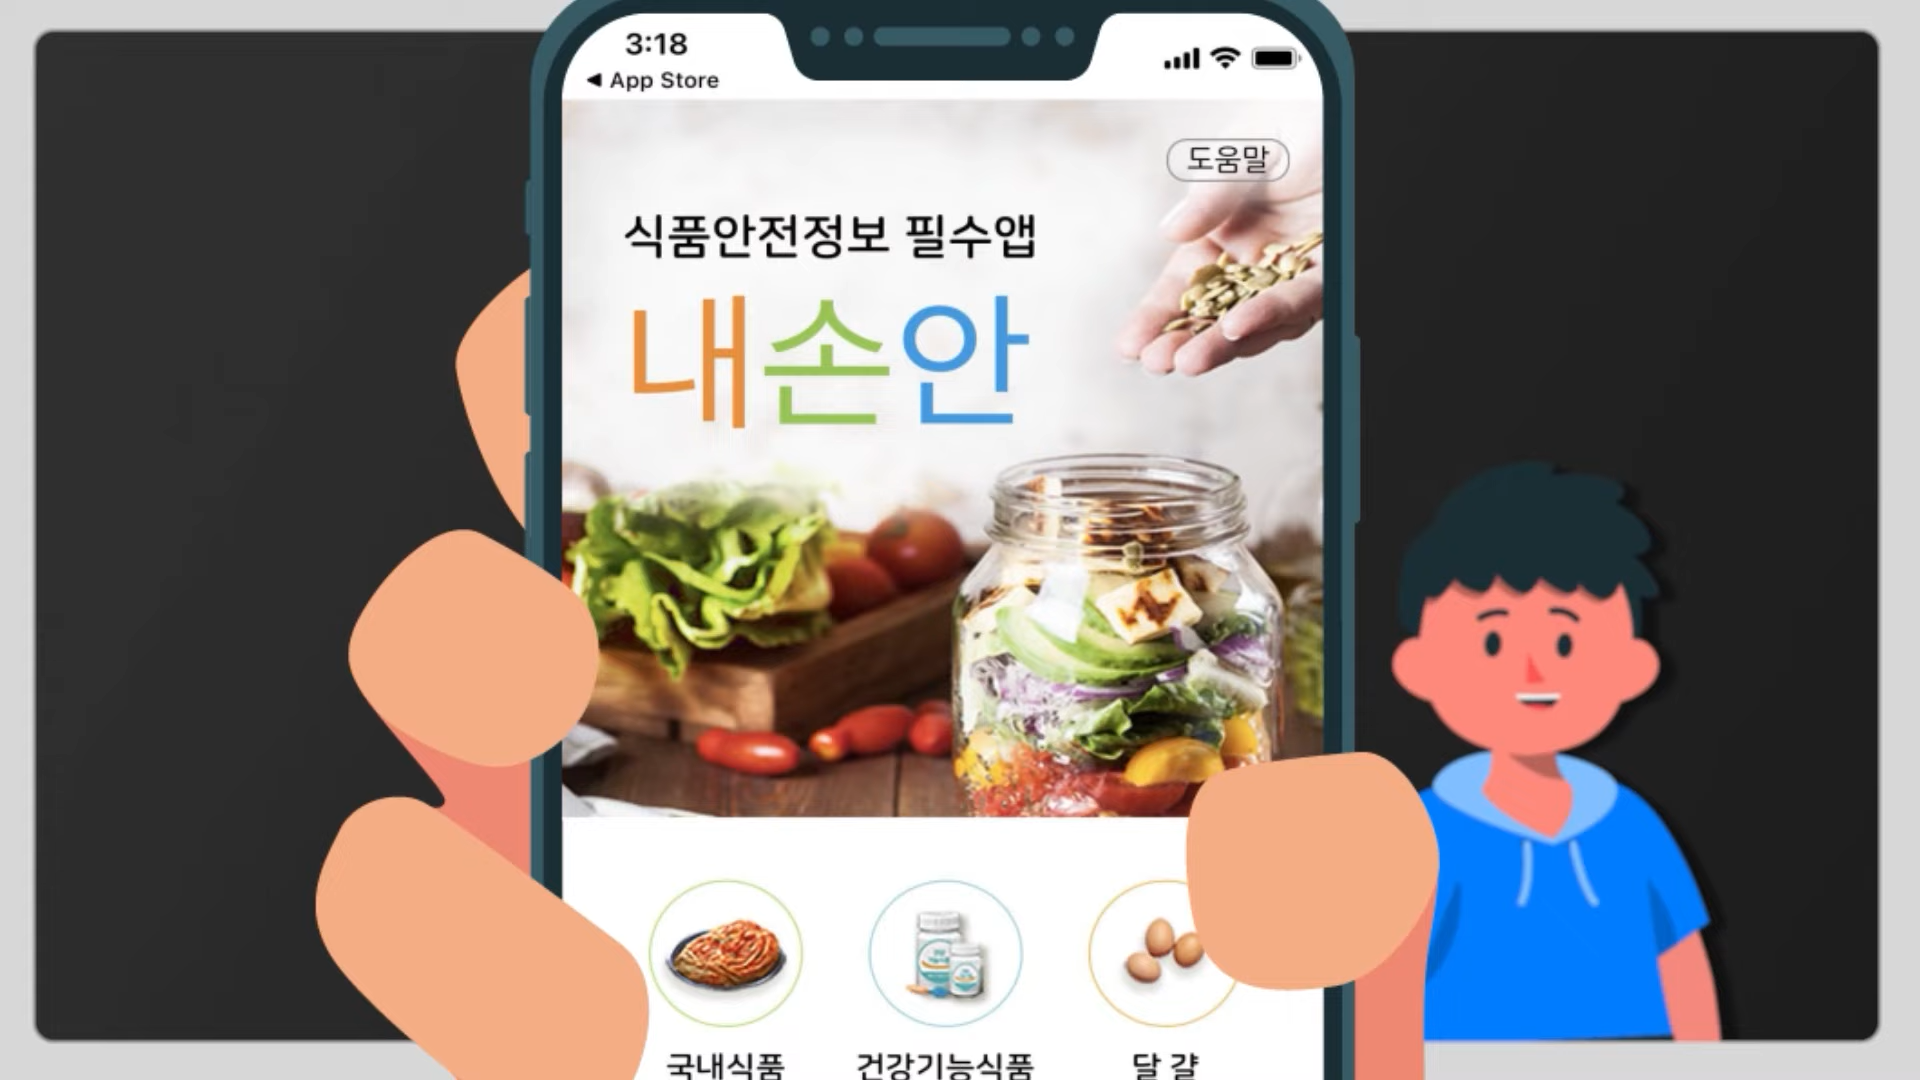 3:18
◀ App Store
도움말
식품안전정보 필수앱
내손안
국내식품
건강기능식품
달 걀